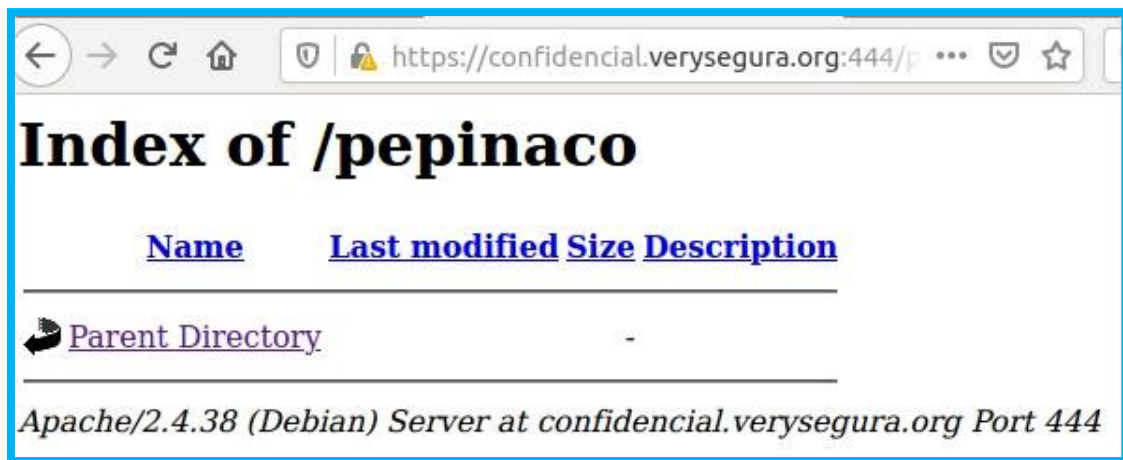 https://confidencial.verysegura.org:444/p
Index of /pepinaco
Name Last modified Size Description
Parent Directory -
Apache/2.4.38 (Debian) Server at confidencial.verysegura.org Port 444